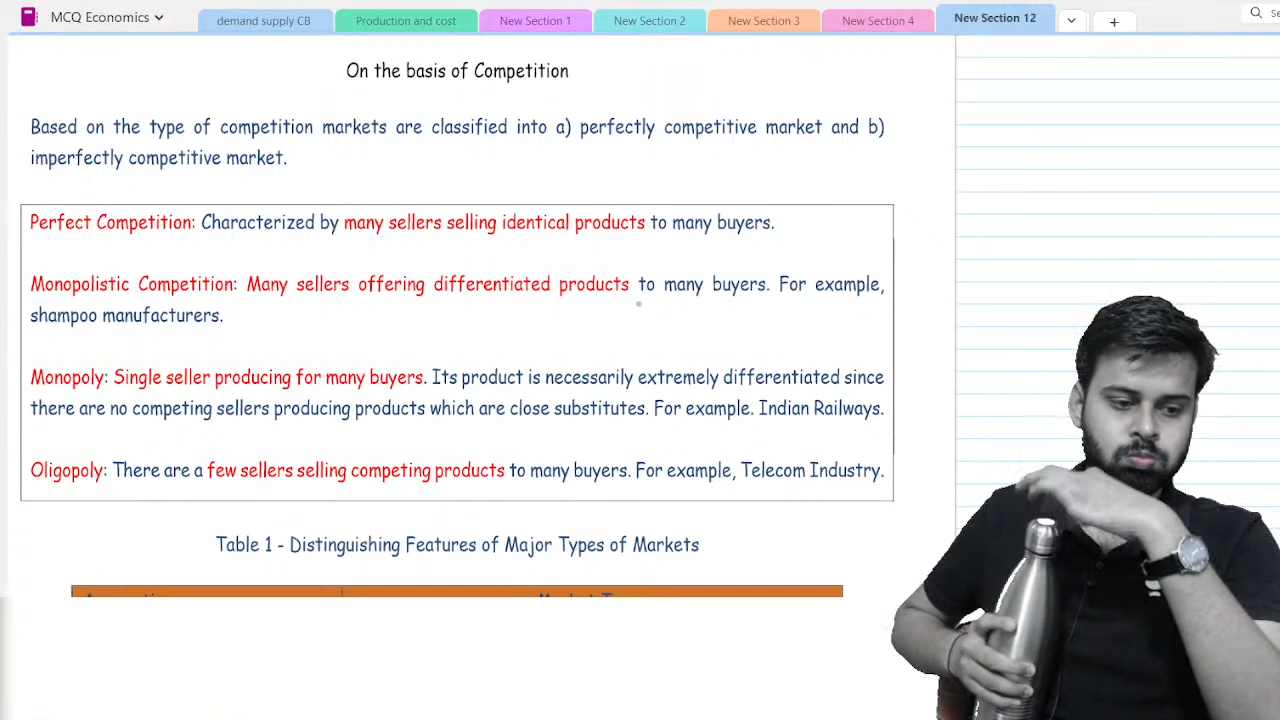 MCQ Economics
demand supply CB
Production and cost
New Section 1
New Section 2
New Section 3
New Section 4
New Section 12
On the basis of Competition
Based on the type of competition markets are classified into a) perfectly competitive market and b)
imperfectly competitive market.
Perfect Competition: Characterized by many sellers selling identical products to many buyers.
Monopolistic Competition: Many sellers offering differentiated products to many buyers. For example,
shampoo manufacturers.
Monopoly: Single seller producing for many buyers. Its product is necessarily extremely differentiated since
there are no competing sellers producing products which are close substitutes. For example. Indian Railways.
Oligopoly: There are a few sellers selling competing products to many buyers. For example, Telecom Industry.
Table 1 - Distinguishing Features of Major Types of Markets